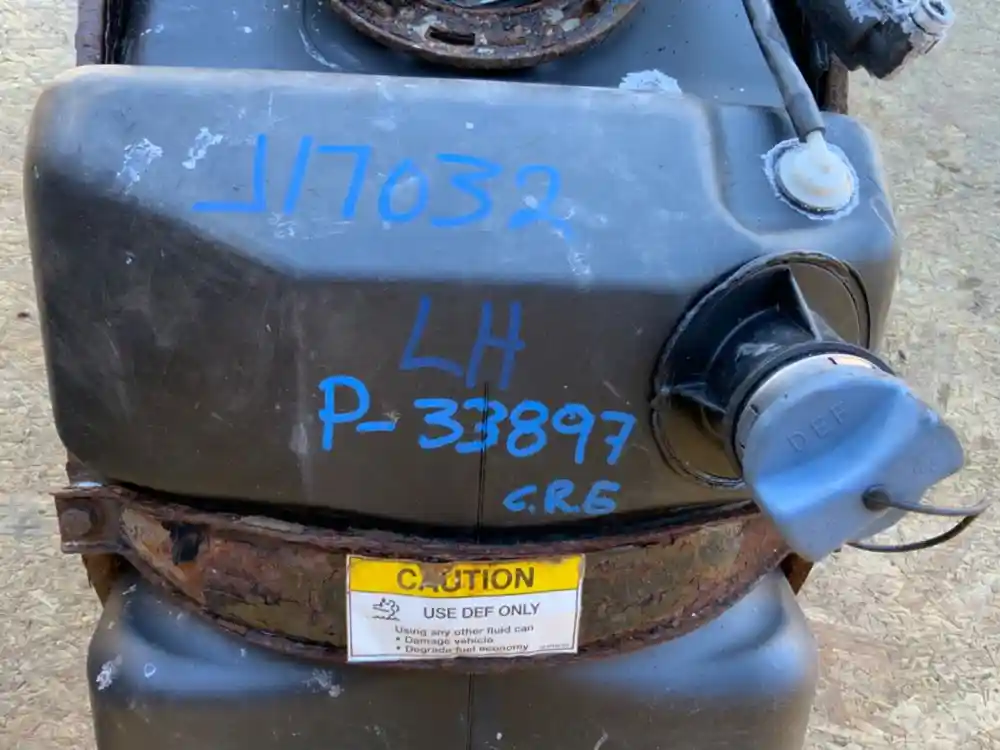 J17032
LH
P-33897
C.R.E
DEF
CAUTION
USE DEF ONLY
Using any other fluid can
• Damage vehicle
• Degrade fuel economy